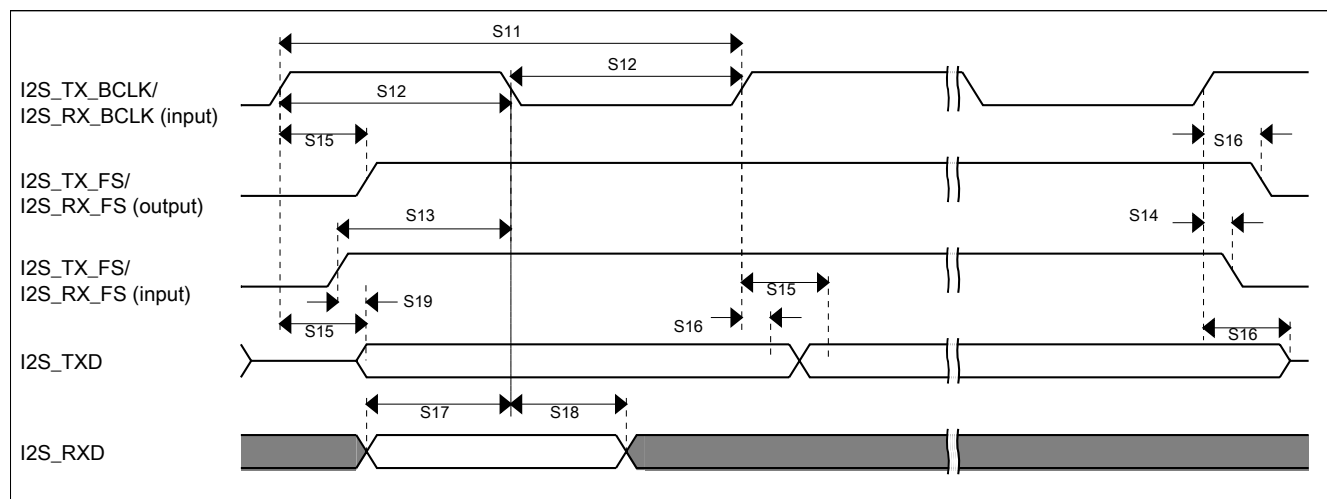 S11
S12
I2S_TX_BCLK/
I2S_RX_BCLK (input)
S12
S15
S16
I2S_TX_FS/
I2S_RX_FS (output)
S13
S14
I2S_TX_FS/
I2S_RX_FS (input)
S15
S19
S15
S16
S16
I2S_TXD
S17
S18
I2S_RXD